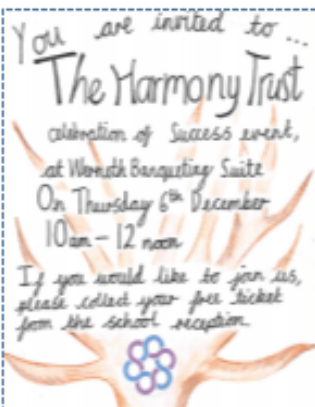 You are invited to ...
The Harmony Trust
celebration of Success event,
at Werneth Banqueting Suite
On Thursday 6th December
10am - 12 noon
If you would like to join us,
please collect your free ticket
from the school reception